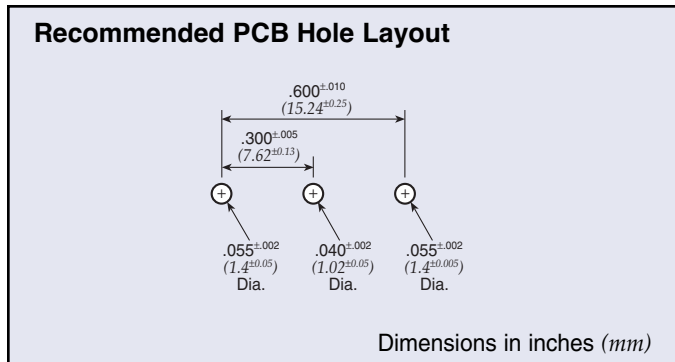 Recommended PCB Hole Layout
.600±.010
(15.24±0.25)
.300±.005
(7.62±0.13)
.055±.002 .040±.002 .055±.002
(1.4±0.05) (1.02±0.05) (1.4±0.005)
Dia. Dia. Dia.
Dimensions in inches (mm)